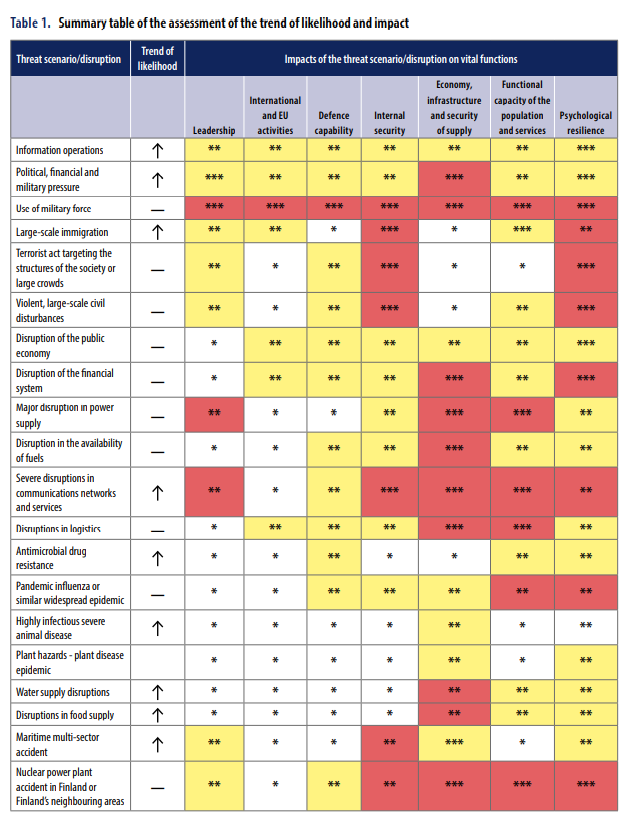 Table 1. Summary table of the assessment of the trend of likelihood and impact
Threat scenario/disruption
Trend of
likelihood
Impacts of the threat scenario/disruption on vital functions
Leadership
International
and EU
activities
Defence
capability
Internal
security
Economy,
infrastructure
and security
of supply
Functional
capacity of the
population
and services
Psychological
resilience
Information operations ↑ ** ** ** ** ** ** ***
Political, financial and
military pressure ↑ *** ** ** ** *** ** ***
Use of military force — *** *** *** *** *** *** ***
Large-scale immigration ↑ ** ** * *** * *** **
Terrorist act targeting the
structures of the society or
large crowds — ** * ** *** * * ***
Violent, large-scale civil
disturbances — ** * ** *** * ** ***
Disruption of the public
economy — * ** ** ** ** ** ***
Disruption of the financial
system — * ** ** ** *** ** ***
Major disruption in power
supply — ** * * ** *** *** **
Disruption in the availability
of fuels — * * ** ** *** ** **
Severe disruptions in
communications networks
and services ↑ ** * ** *** *** *** **
Disruptions in logistics — * ** ** ** *** *** **
Antimicrobial drug
resistance ↑ * * ** * * ** **
Pandemic influenza or
similar widespread epidemic — * * ** ** ** ** **
Highly infectious severe
animal disease ↑ * * * * ** * **
Plant hazards - plant disease
epidemic * * * * ** * **
Water supply disruptions ↑ * * * * ** ** **
Disruptions in food supply ↑ * * * * ** ** **
Maritime multi-sector
accident ↑ ** * * ** *** * **
Nuclear power plant
accident in Finland or
Finland's neighbouring areas — ** * ** ** *** *** ***